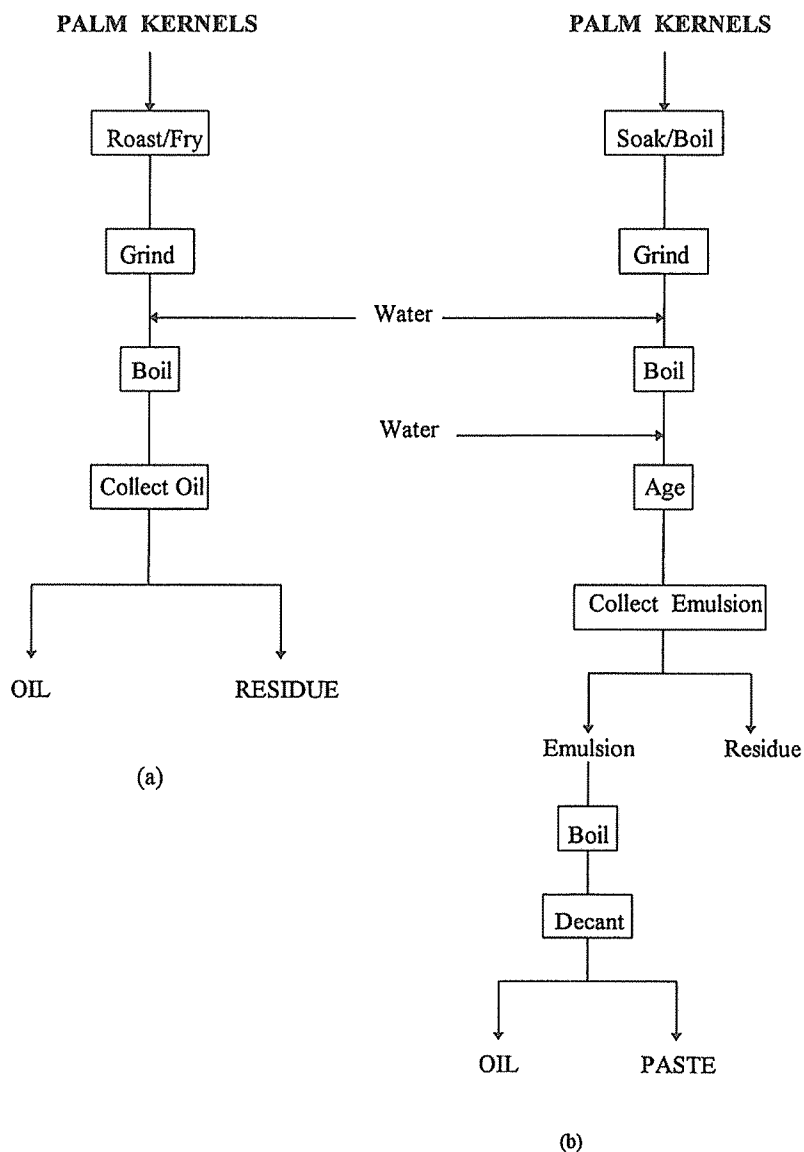 PALM KERNELS
Roast/Fry
Grind
Water
Boil
Collect Oil
OIL
RESIDUE
(a)
PALM KERNELS
Soak/Boil
Grind
Boil
Water
Age
Collect Emulsion
Emulsion
Residue
Boil
Decant
OIL
PASTE
(b)